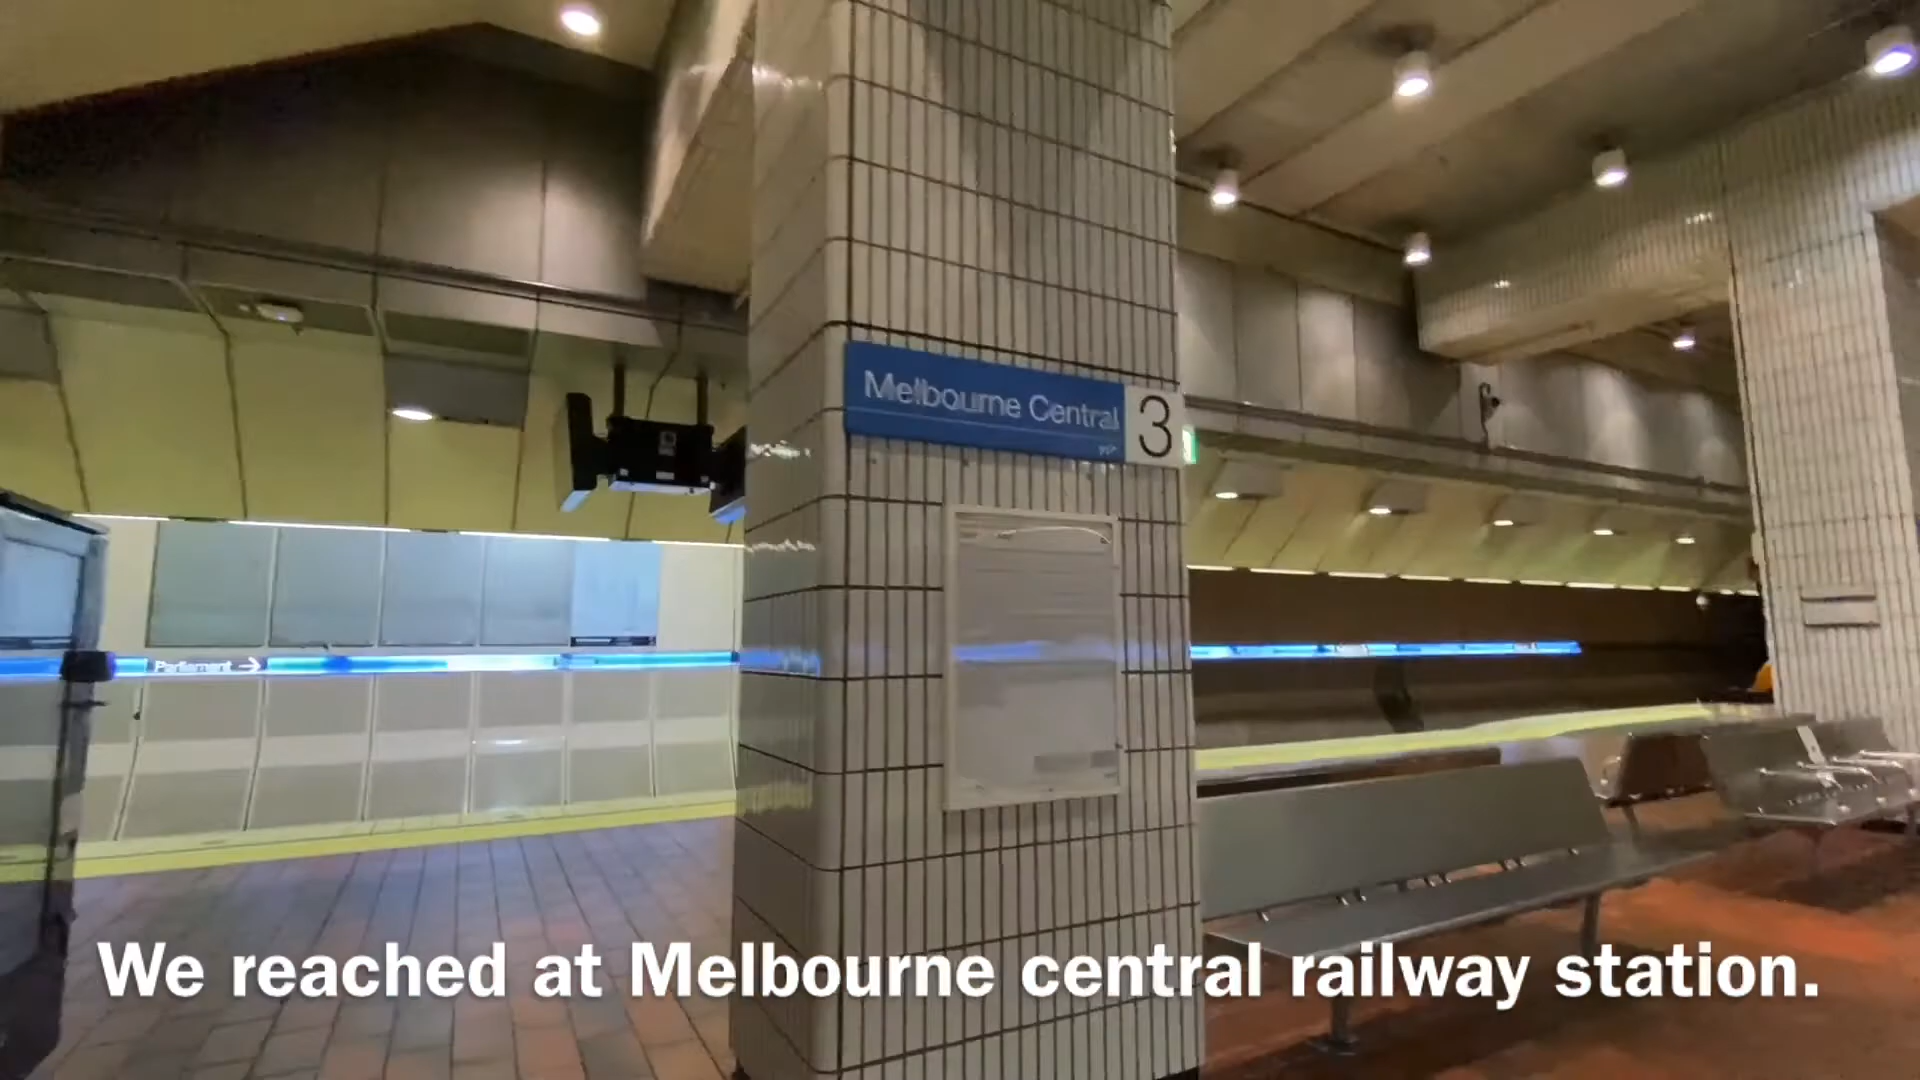 Melbourne Central 3
Parliament →
We reached at Melbourne central railway station.